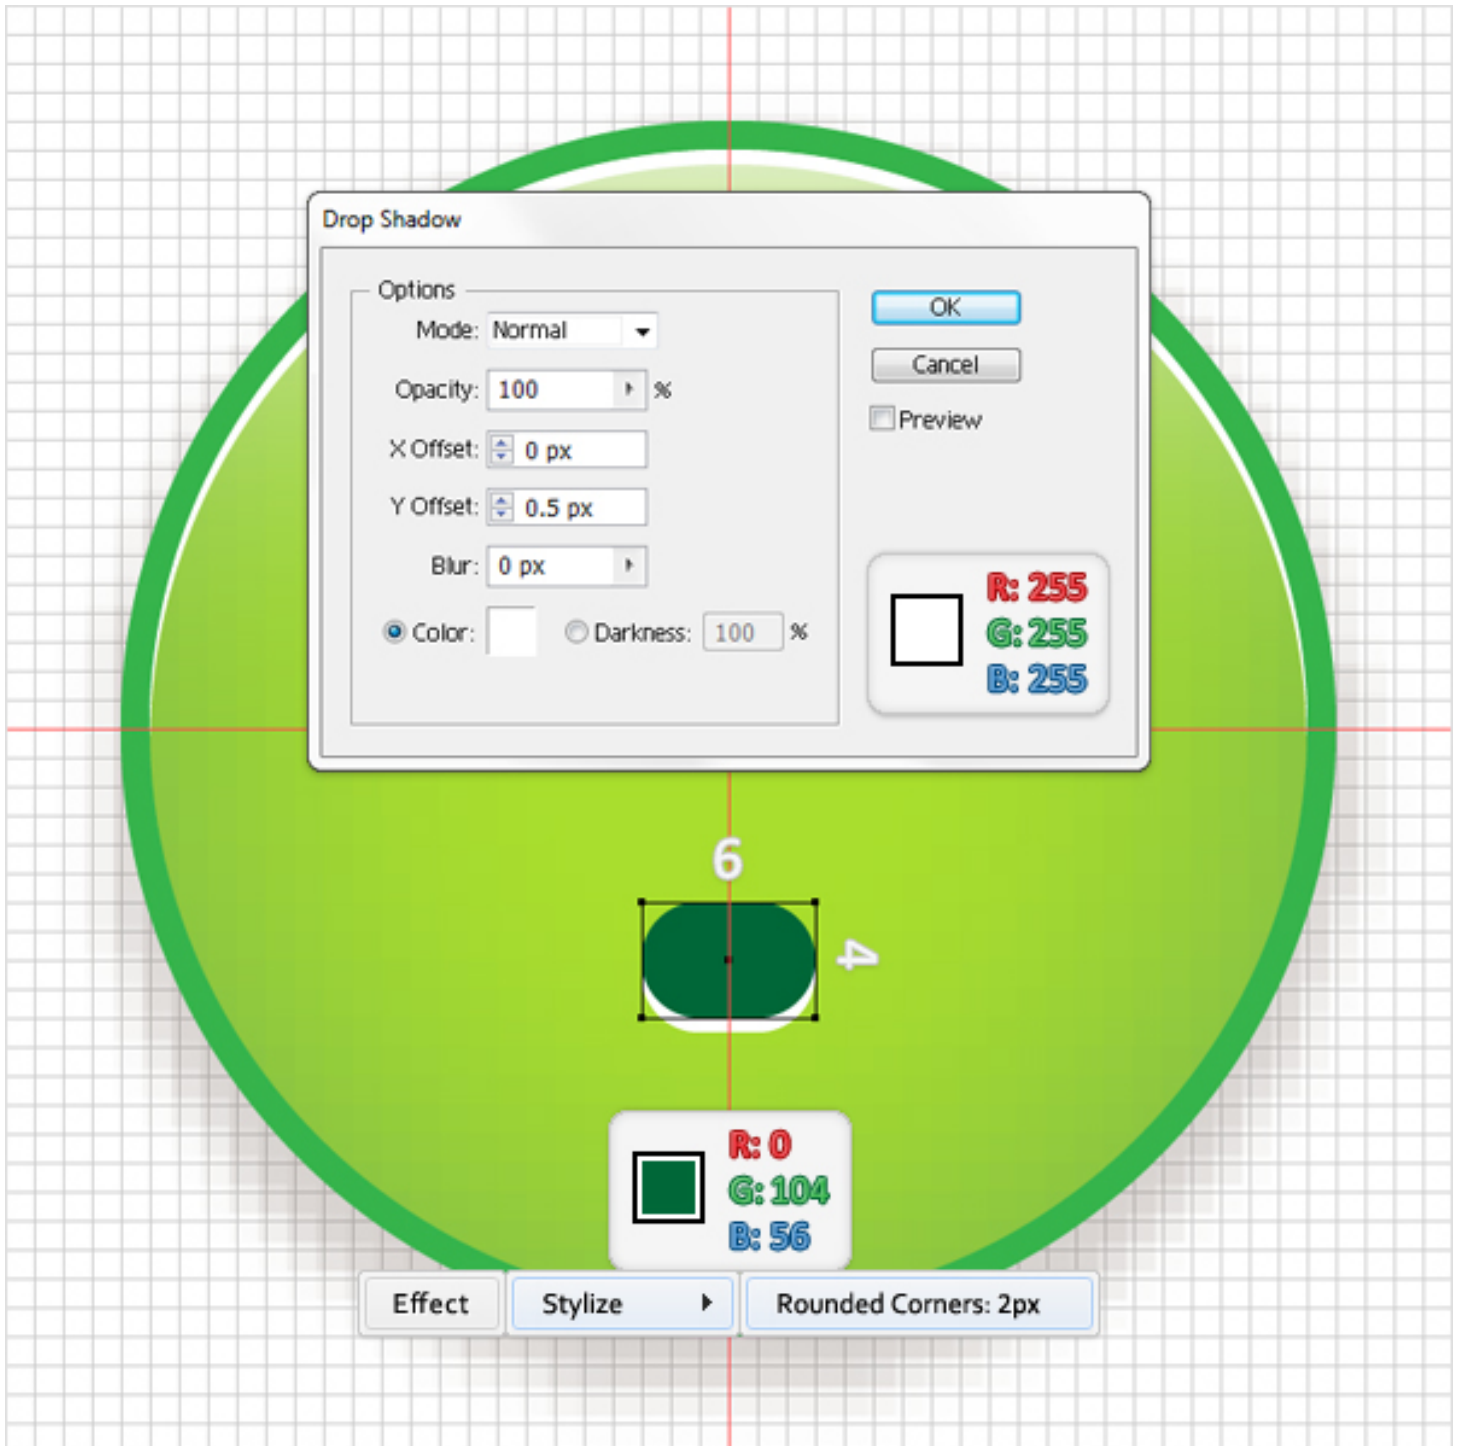 Drop Shadow
Options
Mode: Normal
Opacity: 100 %
X Offset: 0 px
Y Offset: 0.5 px
Blur: 0 px
Color: Darkness: 100 %
OK
Cancel
Preview
R: 255
G: 255
B: 255
6
4
R: 0
G: 104
B: 56
Effect Stylize Rounded Corners: 2px